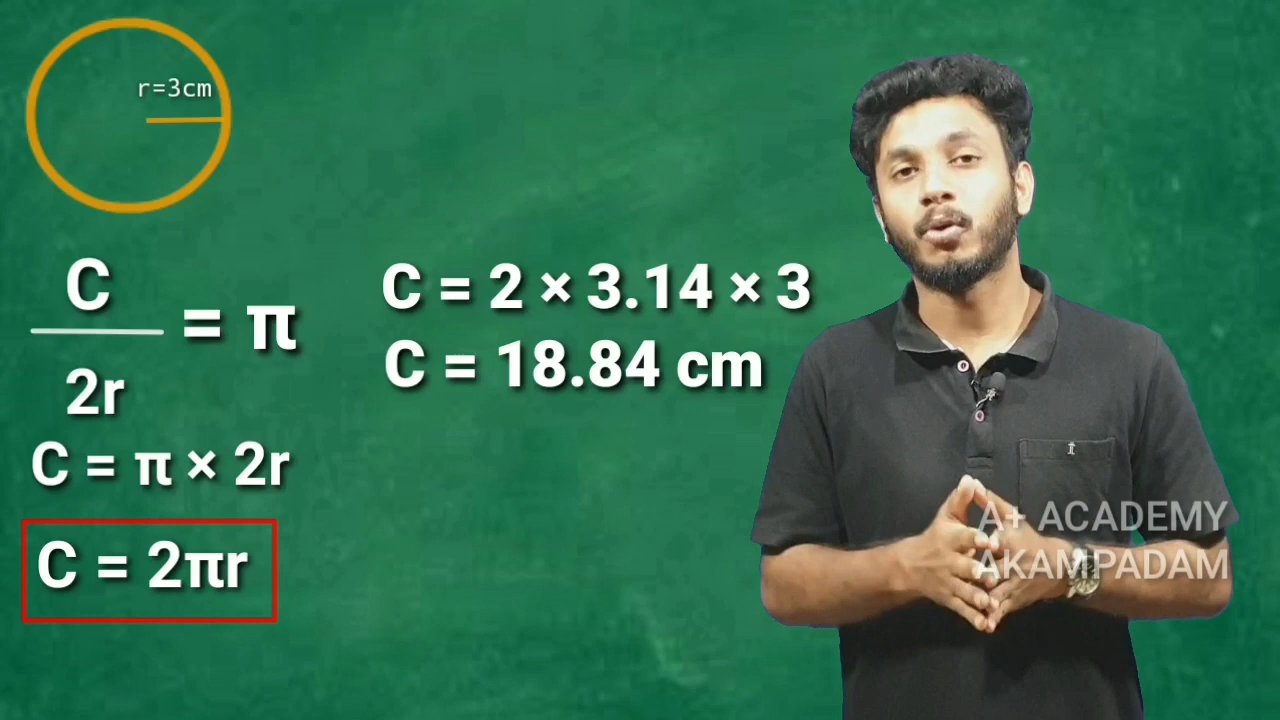 r=3cm
C
2r
= π
C = π × 2r
C = 2πr
C = 2 × 3.14 × 3
C = 18.84 cm
A+ ACADEMY
AKAMPADAM